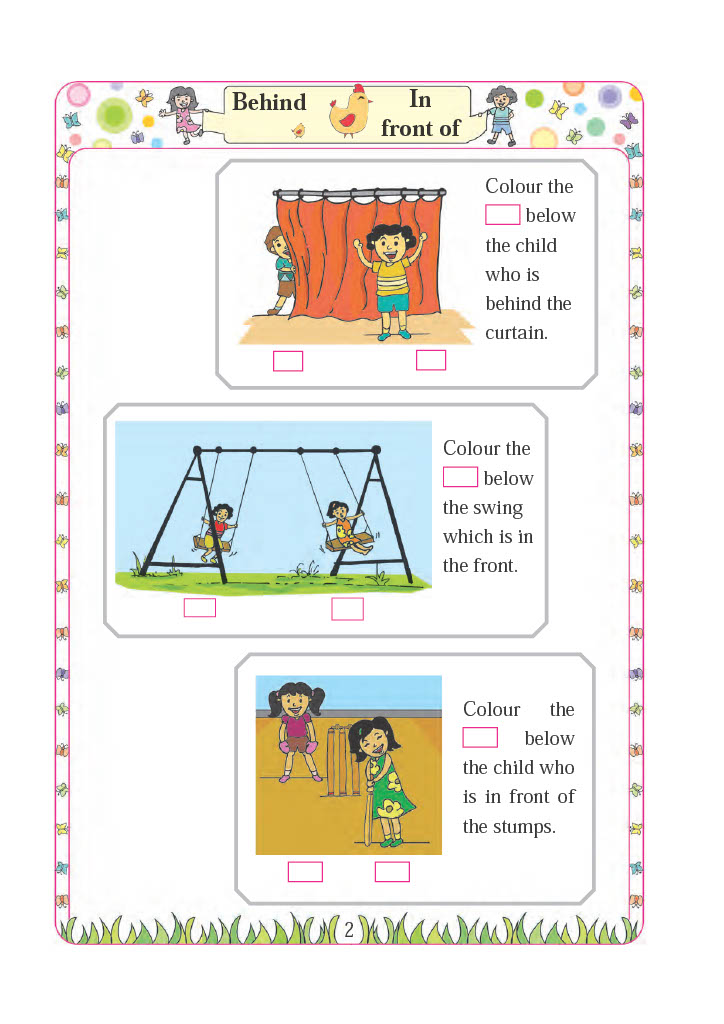 Behind
In
front of
Colour the
below
the child
who is
behind the
curtain.
Colour the
below
the swing
which is in
the front.
Colour the
below
the child who
is in front of
the stumps.
2